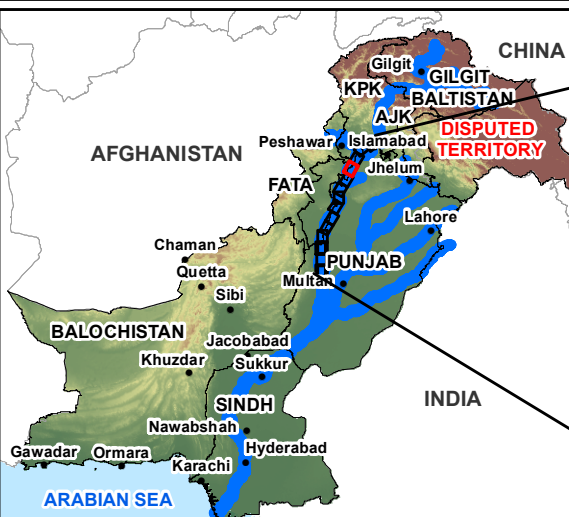 CHINA
Gilgit
GILGIT
BALTISTAN
KPK
AJK
DISPUTED
TERRITORY
Peshawar
Islamabad
AFGHANISTAN
Jhelum
FATA
Lahore
Chaman
PUNJAB
Quetta
Multan
Sibi
BALOCHISTAN
Jacobabad
Khuzdar
Sukkur
INDIA
SINDH
Nawabshah
Gawadar
Ormara
Hyderabad
Karachi
ARABIAN SEA